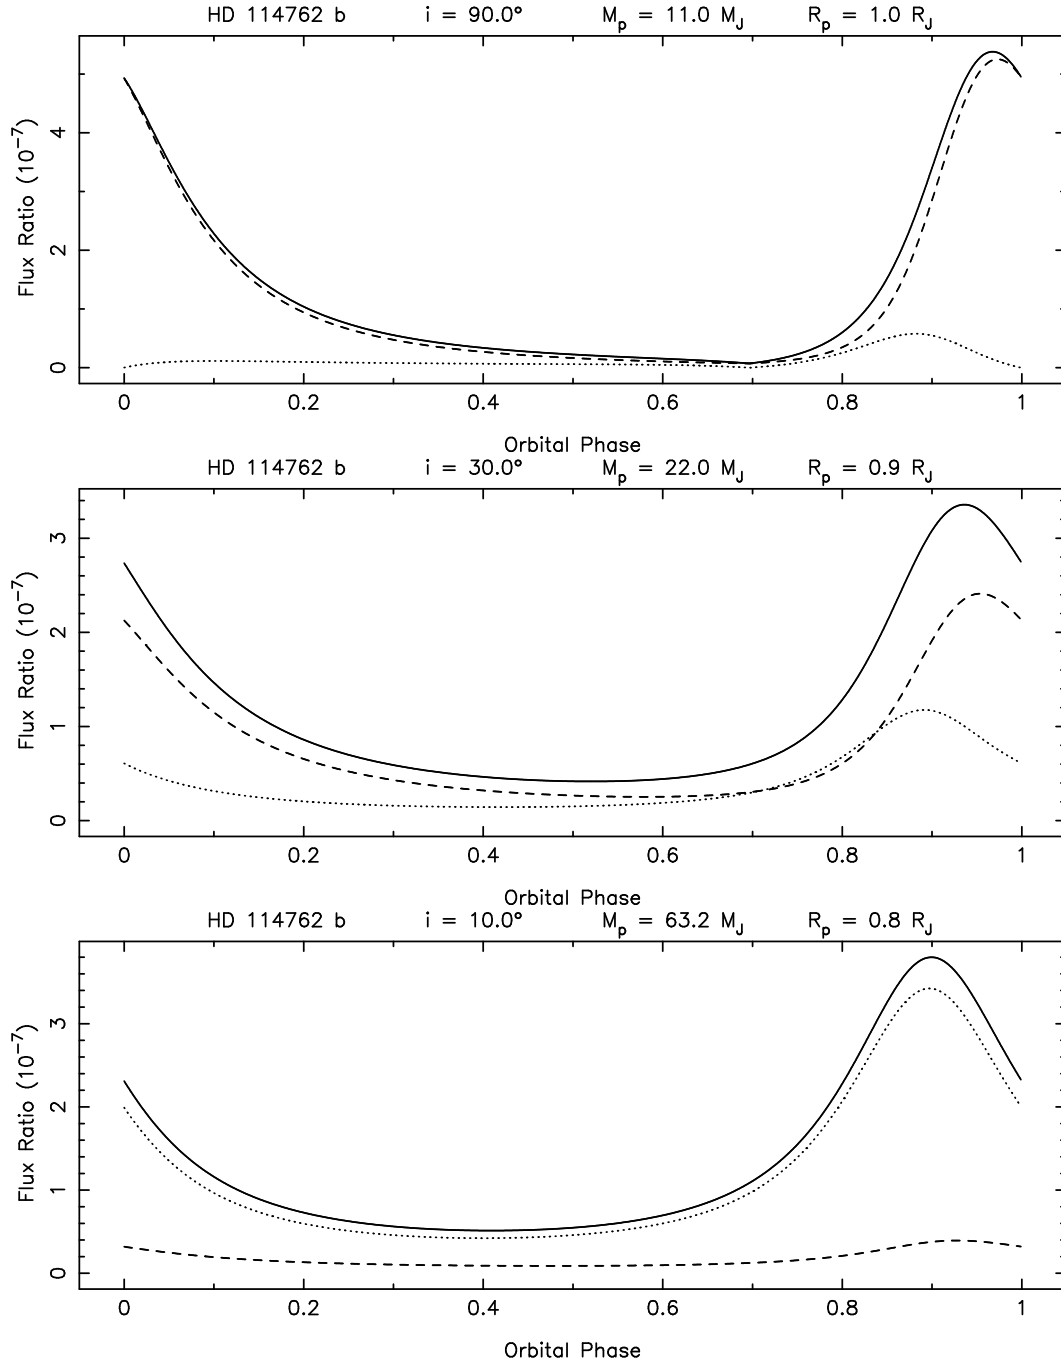 HD 114762 b i = 90.0° M_p = 11.0 M_J R_p = 1.0 R_J
Flux Ratio (10^-7)
4
2
0
0 0.2 0.4 0.6 0.8 1
Orbital Phase
HD 114762 b i = 30.0° M_p = 22.0 M_J R_p = 0.9 R_J
Flux Ratio (10^-7)
3
2
1
0
0 0.2 0.4 0.6 0.8 1
Orbital Phase
HD 114762 b i = 10.0° M_p = 63.2 M_J R_p = 0.8 R_J
Flux Ratio (10^-7)
3
2
1
0
0 0.2 0.4 0.6 0.8 1
Orbital Phase